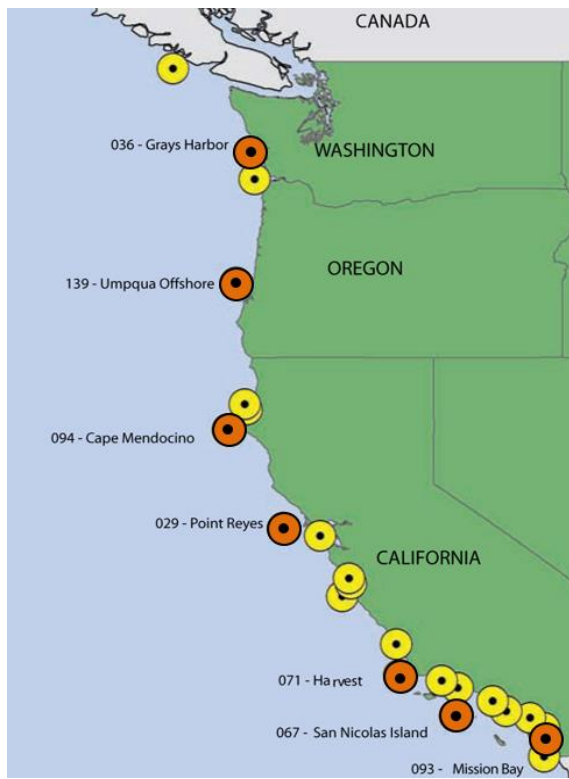 CANADA
036 - Grays Harbor
WASHINGTON
139 - Umpqua Offshore
OREGON
094 - Cape Mendocino
029 - Point Reyes
CALIFORNIA
071 - Harvest
067 - San Nicolas Island
093 - Mission Bay